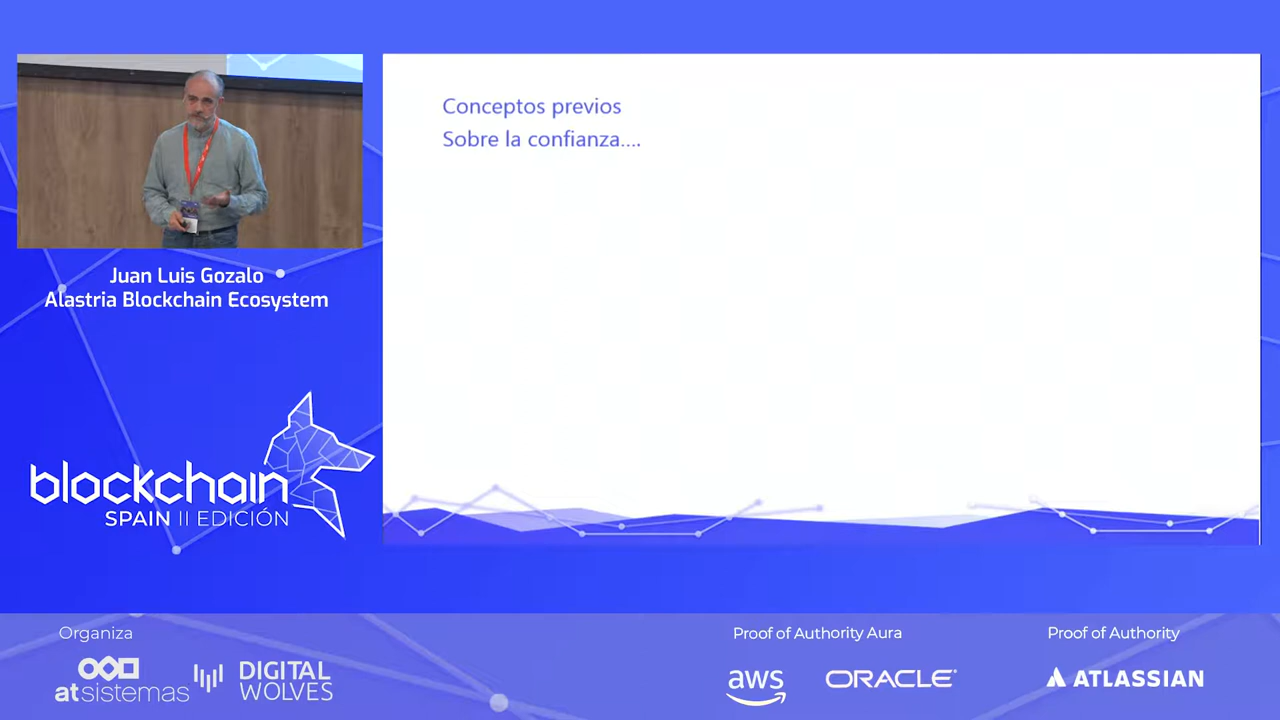 Conceptos previos
Sobre la confianza....
Juan Luis Gozalo
Alastria Blockchain Ecosystem
blockchain
SPAIN II EDICIÓN
Organiza
atsistemas
DIGITAL
WOLVES
Proof of Authority Aura
aws
ORACLE
Proof of Authority
ATLASSIAN